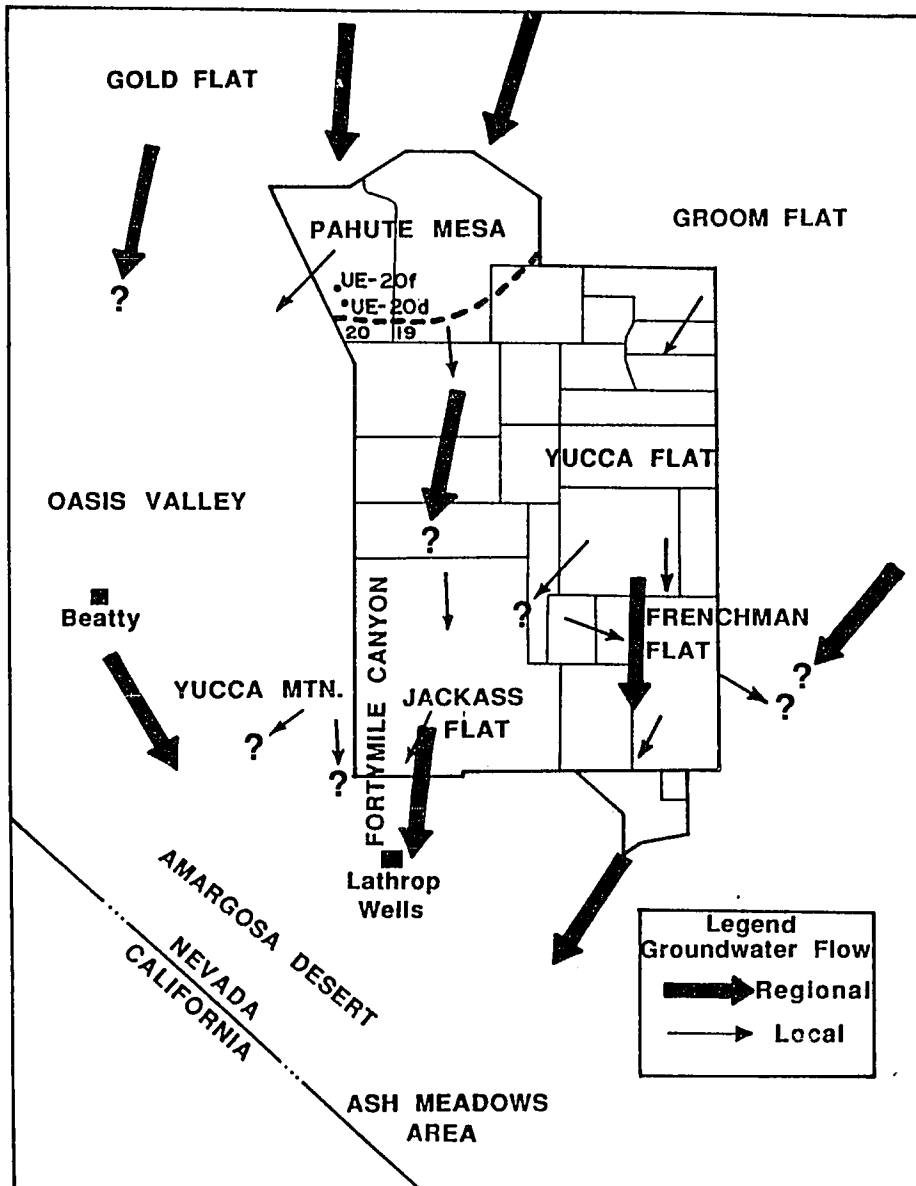 GOLD FLAT
PAHUTE MESA
GROOM FLAT
?
UE-20f
UE-20d
20 19
YUCCA FLAT
OASIS VALLEY
?
Beatty
?
FRENCHMAN
FLAT
FORTYMILE CANYON
YUCCA MTN.
JACKASS
FLAT
?
?
?
?
Lathrop
Wells
AMARGOSA DESERT
NEVADA
CALIFORNIA
ASH MEADOWS
AREA
Legend
Groundwater Flow
Regional
Local